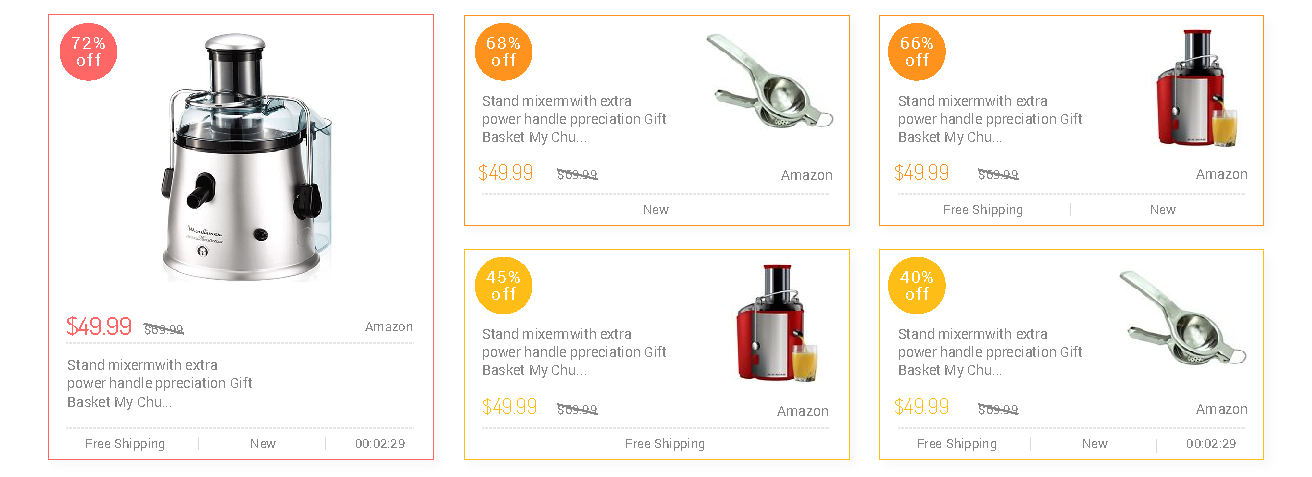 72%
off
$49.99 $69.99 Amazon
Stand mixermwith extra
power handle ppreciation Gift
Basket My Chu...
Free Shipping New 00:02:29
68%
off
Stand mixermwith extra
power handle ppreciation Gift
Basket My Chu...
$49.99 $69.99 Amazon
New
66%
off
Stand mixermwith extra
power handle ppreciation Gift
Basket My Chu...
$49.99 $69.99 Amazon
Free Shipping New
45%
off
Stand mixermwith extra
power handle ppreciation Gift
Basket My Chu...
$49.99 $69.99 Amazon
Free Shipping
40%
off
Stand mixermwith extra
power handle ppreciation Gift
Basket My Chu...
$49.99 $69.99 Amazon
Free Shipping New 00:02:29